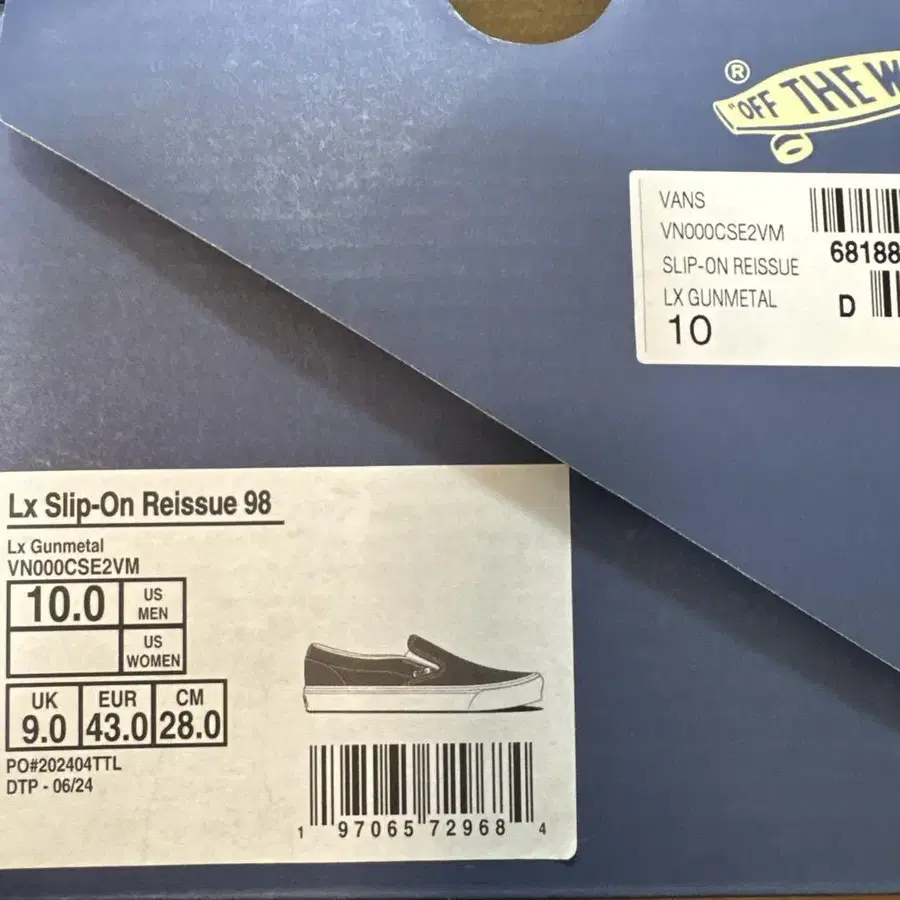 ®
"OFF THE W
VANS
VN000CSE2VM
SLIP-ON REISSUE
LX GUNMETAL
10
68188
D
Lx Slip-On Reissue 98
Lx Gunmetal
VN000CSE2VM
10.0 US MEN
US WOMEN
UK EUR CM
9.0 43.0 28.0
PO#202404TTL
DTP - 06/24
1 97065 72968 4